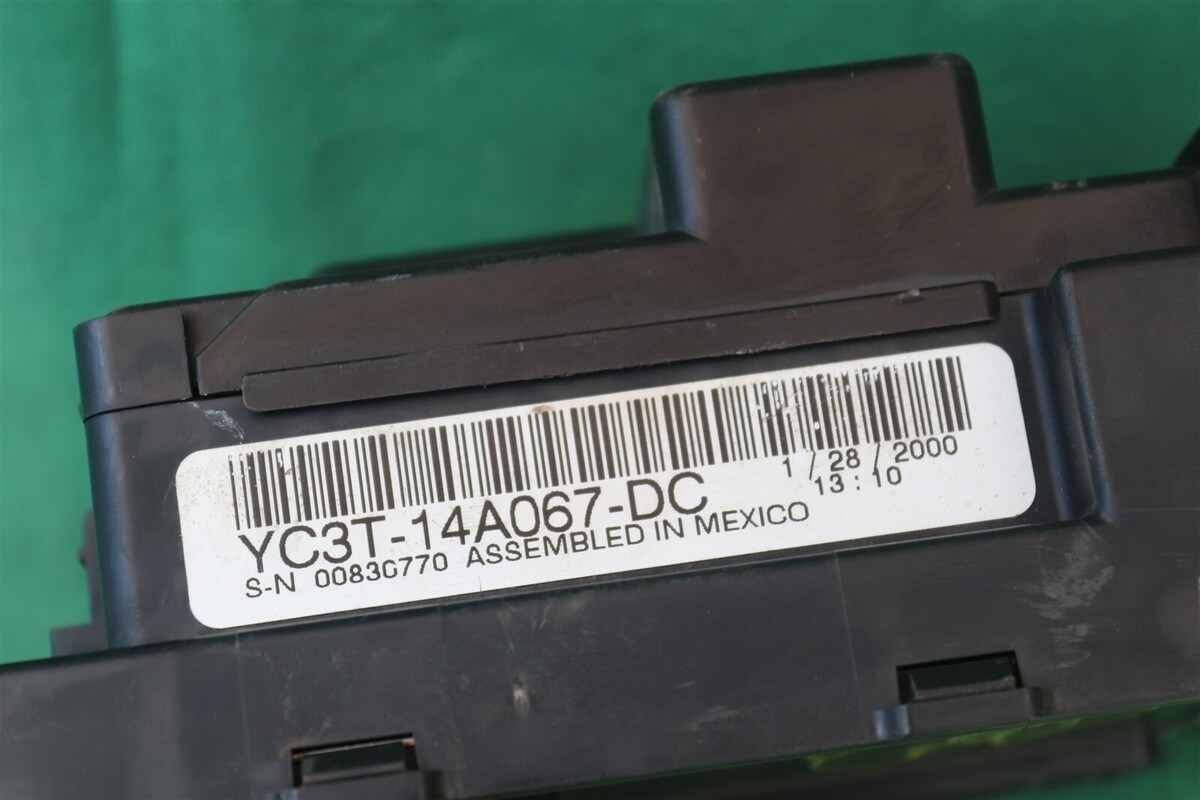 1 / 28 / 2000
13 : 10
YC3T-14A067-DC
S-N 00830770 ASSEMBLED IN MEXICO